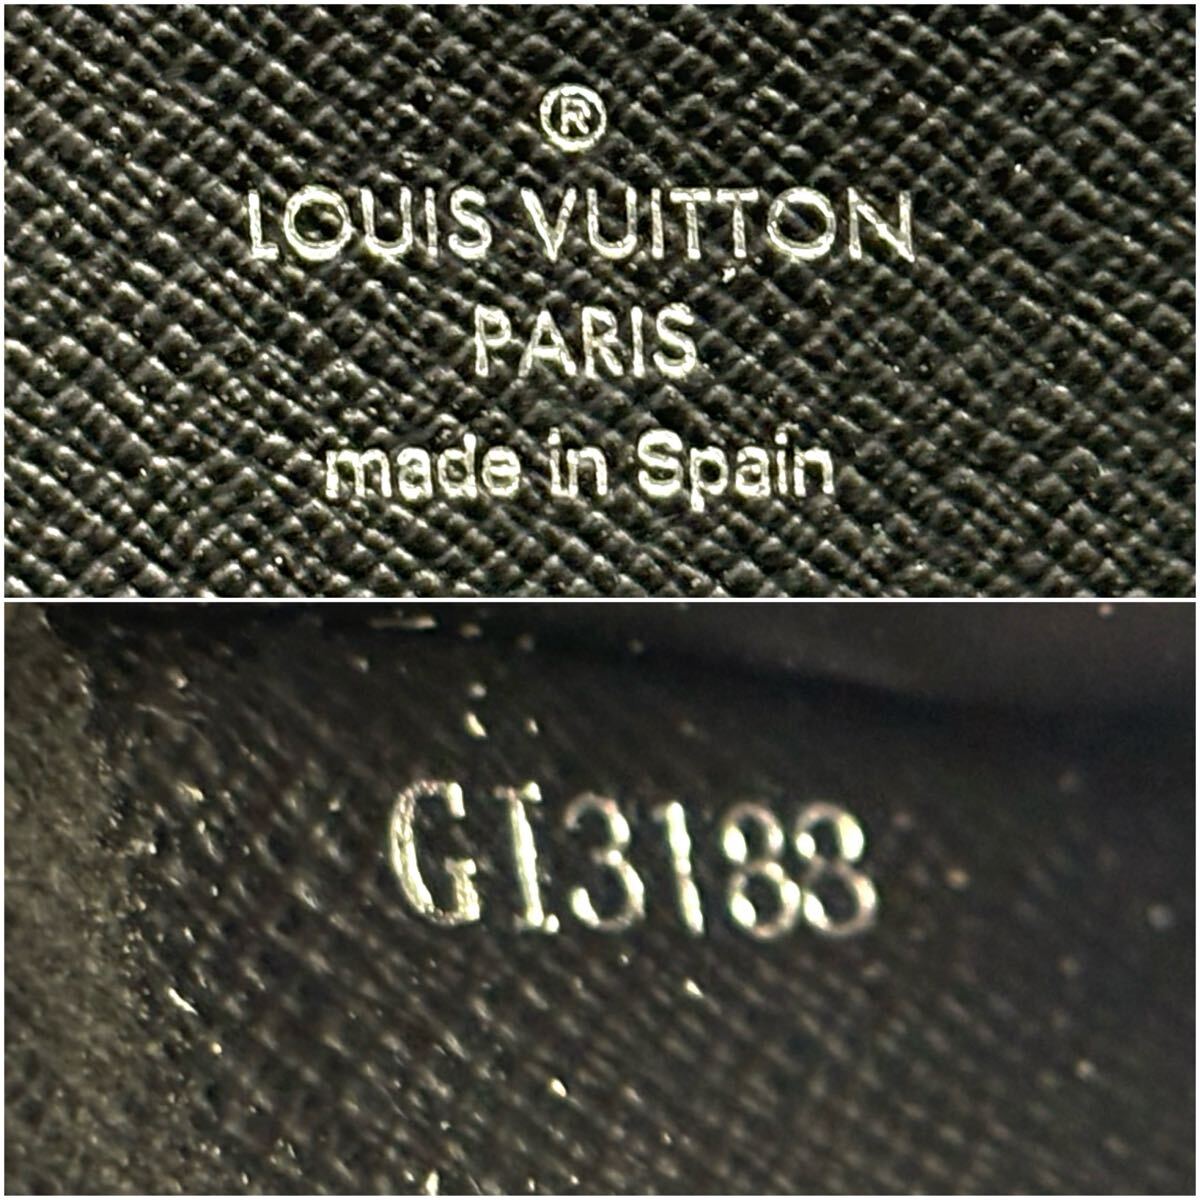 ®
LOUIS VUITTON
PARIS
made in Spain
GI3188